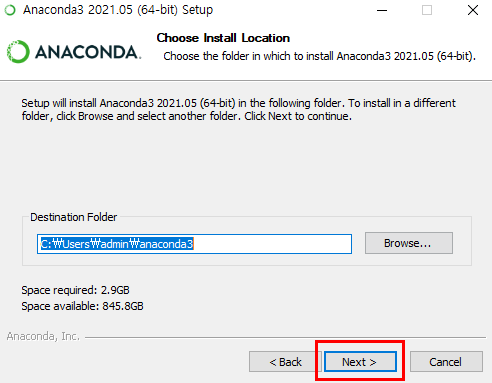 Anaconda3 2021.05 (64-bit) Setup
ANACONDA.
Choose Install Location
Choose the folder in which to install Anaconda3 2021.05 (64-bit).
Setup will install Anaconda3 2021.05 (64-bit) in the following folder. To install in a different
folder, click Browse and select another folder. Click Next to continue.
Destination Folder
C:₩Users₩admin₩anaconda3
Browse...
Space required: 2.9GB
Space available: 845.8GB
Anaconda, Inc.
< Back
Next >
Cancel